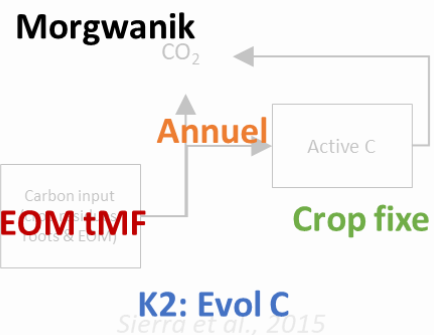 Morgwanik
CO₂
Annuel
Active C
Carbon input
EOM tMF
roots & EOM)
Crop fixe
K2: Evol C
Sierra et al., 2015